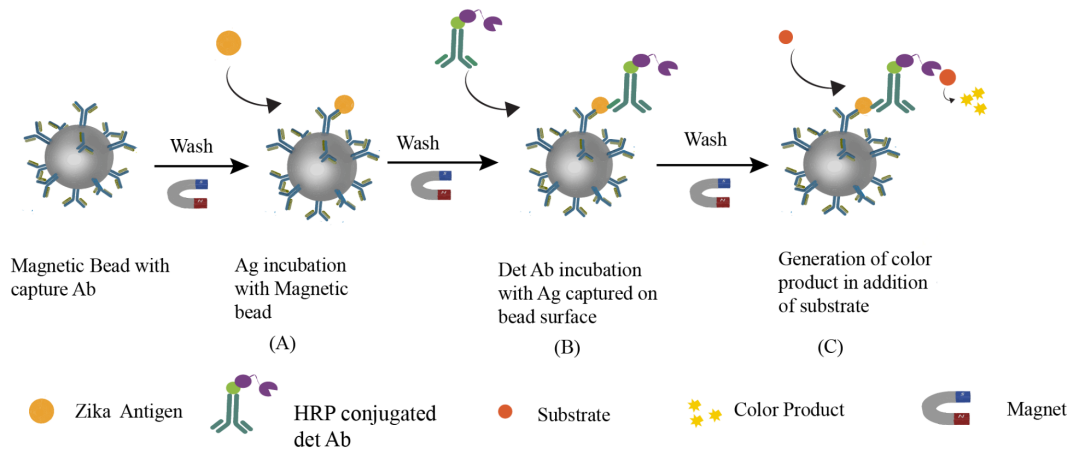 Wash
Wash
Wash
Magnetic Bead with
capture Ab
Ag incubation
with Magnetic
bead
(A)
Det Ab incubation
with Ag captured on
bead surface
(B)
Generation of color
product in addition
of substrate
(C)
Zika Antigen
HRP conjugated
det Ab
Substrate
Color Product
Magnet